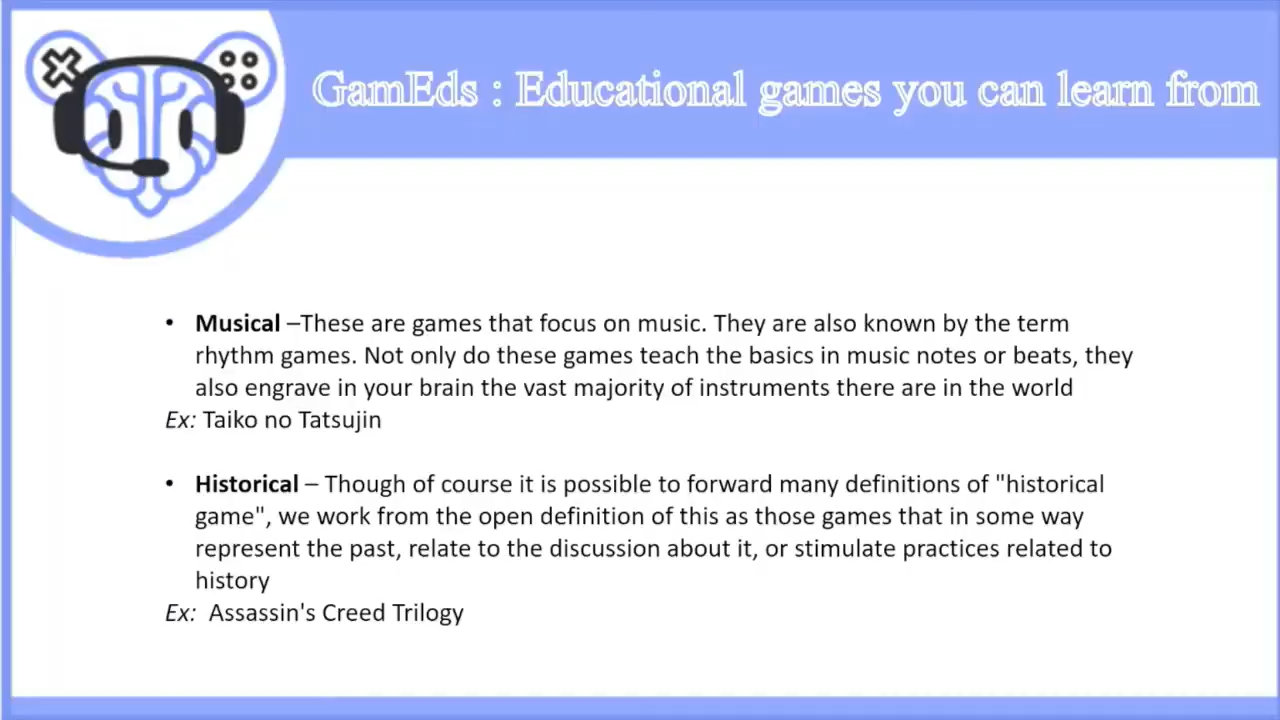 GamEds : Educational games you can learn from
• Musical –These are games that focus on music. They are also known by the term
rhythm games. Not only do these games teach the basics in music notes or beats, they
also engrave in your brain the vast majority of instruments there are in the world
Ex: Taiko no Tatsujin
• Historical – Though of course it is possible to forward many definitions of "historical
game", we work from the open definition of this as those games that in some way
represent the past, relate to the discussion about it, or stimulate practices related to
history
Ex:  Assassin's Creed Trilogy